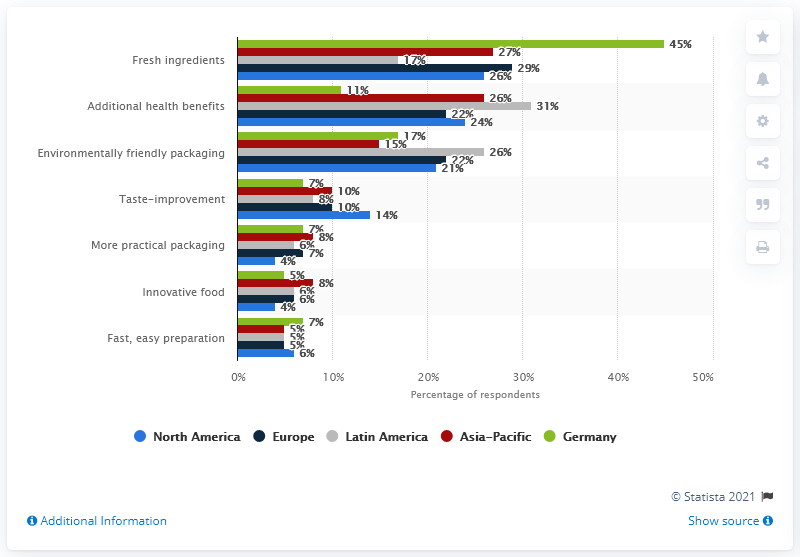 Fresh ingredients
45%
27%
17%
29%
26%
Additional health benefits
11%
26%
31%
22%
24%
Environmentally friendly packaging
17%
15%
26%
22%
21%
Taste-improvement
7%
10%
8%
10%
14%
More practical packaging
7%
8%
6%
7%
4%
Innovative food
5%
8%
6%
6%
4%
Fast, easy preparation
7%
5%
5%
5%
6%
0% 10% 20% 30% 40% 50%
Percentage of respondents
North America Europe Latin America Asia-Pacific Germany
© Statista 2021
Additional Information Show source